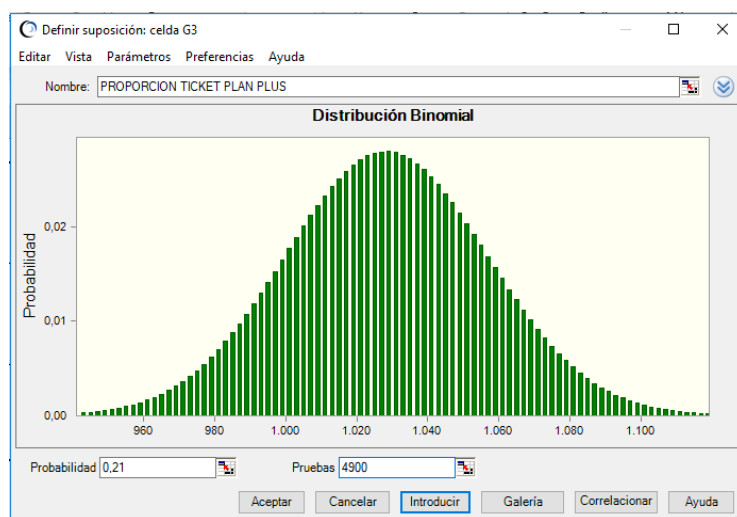 Definir suposición: celda G3
Editar Vista Parámetros Preferencias Ayuda
Nombre: PROPORCION TICKET PLAN PLUS
Distribución Binomial
Probabilidad
0,02
0,01
0,00
960 980 1.000 1.020 1.040 1.060 1.080 1.100
Probabilidad 0,21 Pruebas 4900
Aceptar Cancelar Introducir Galería Correlacionar Ayuda